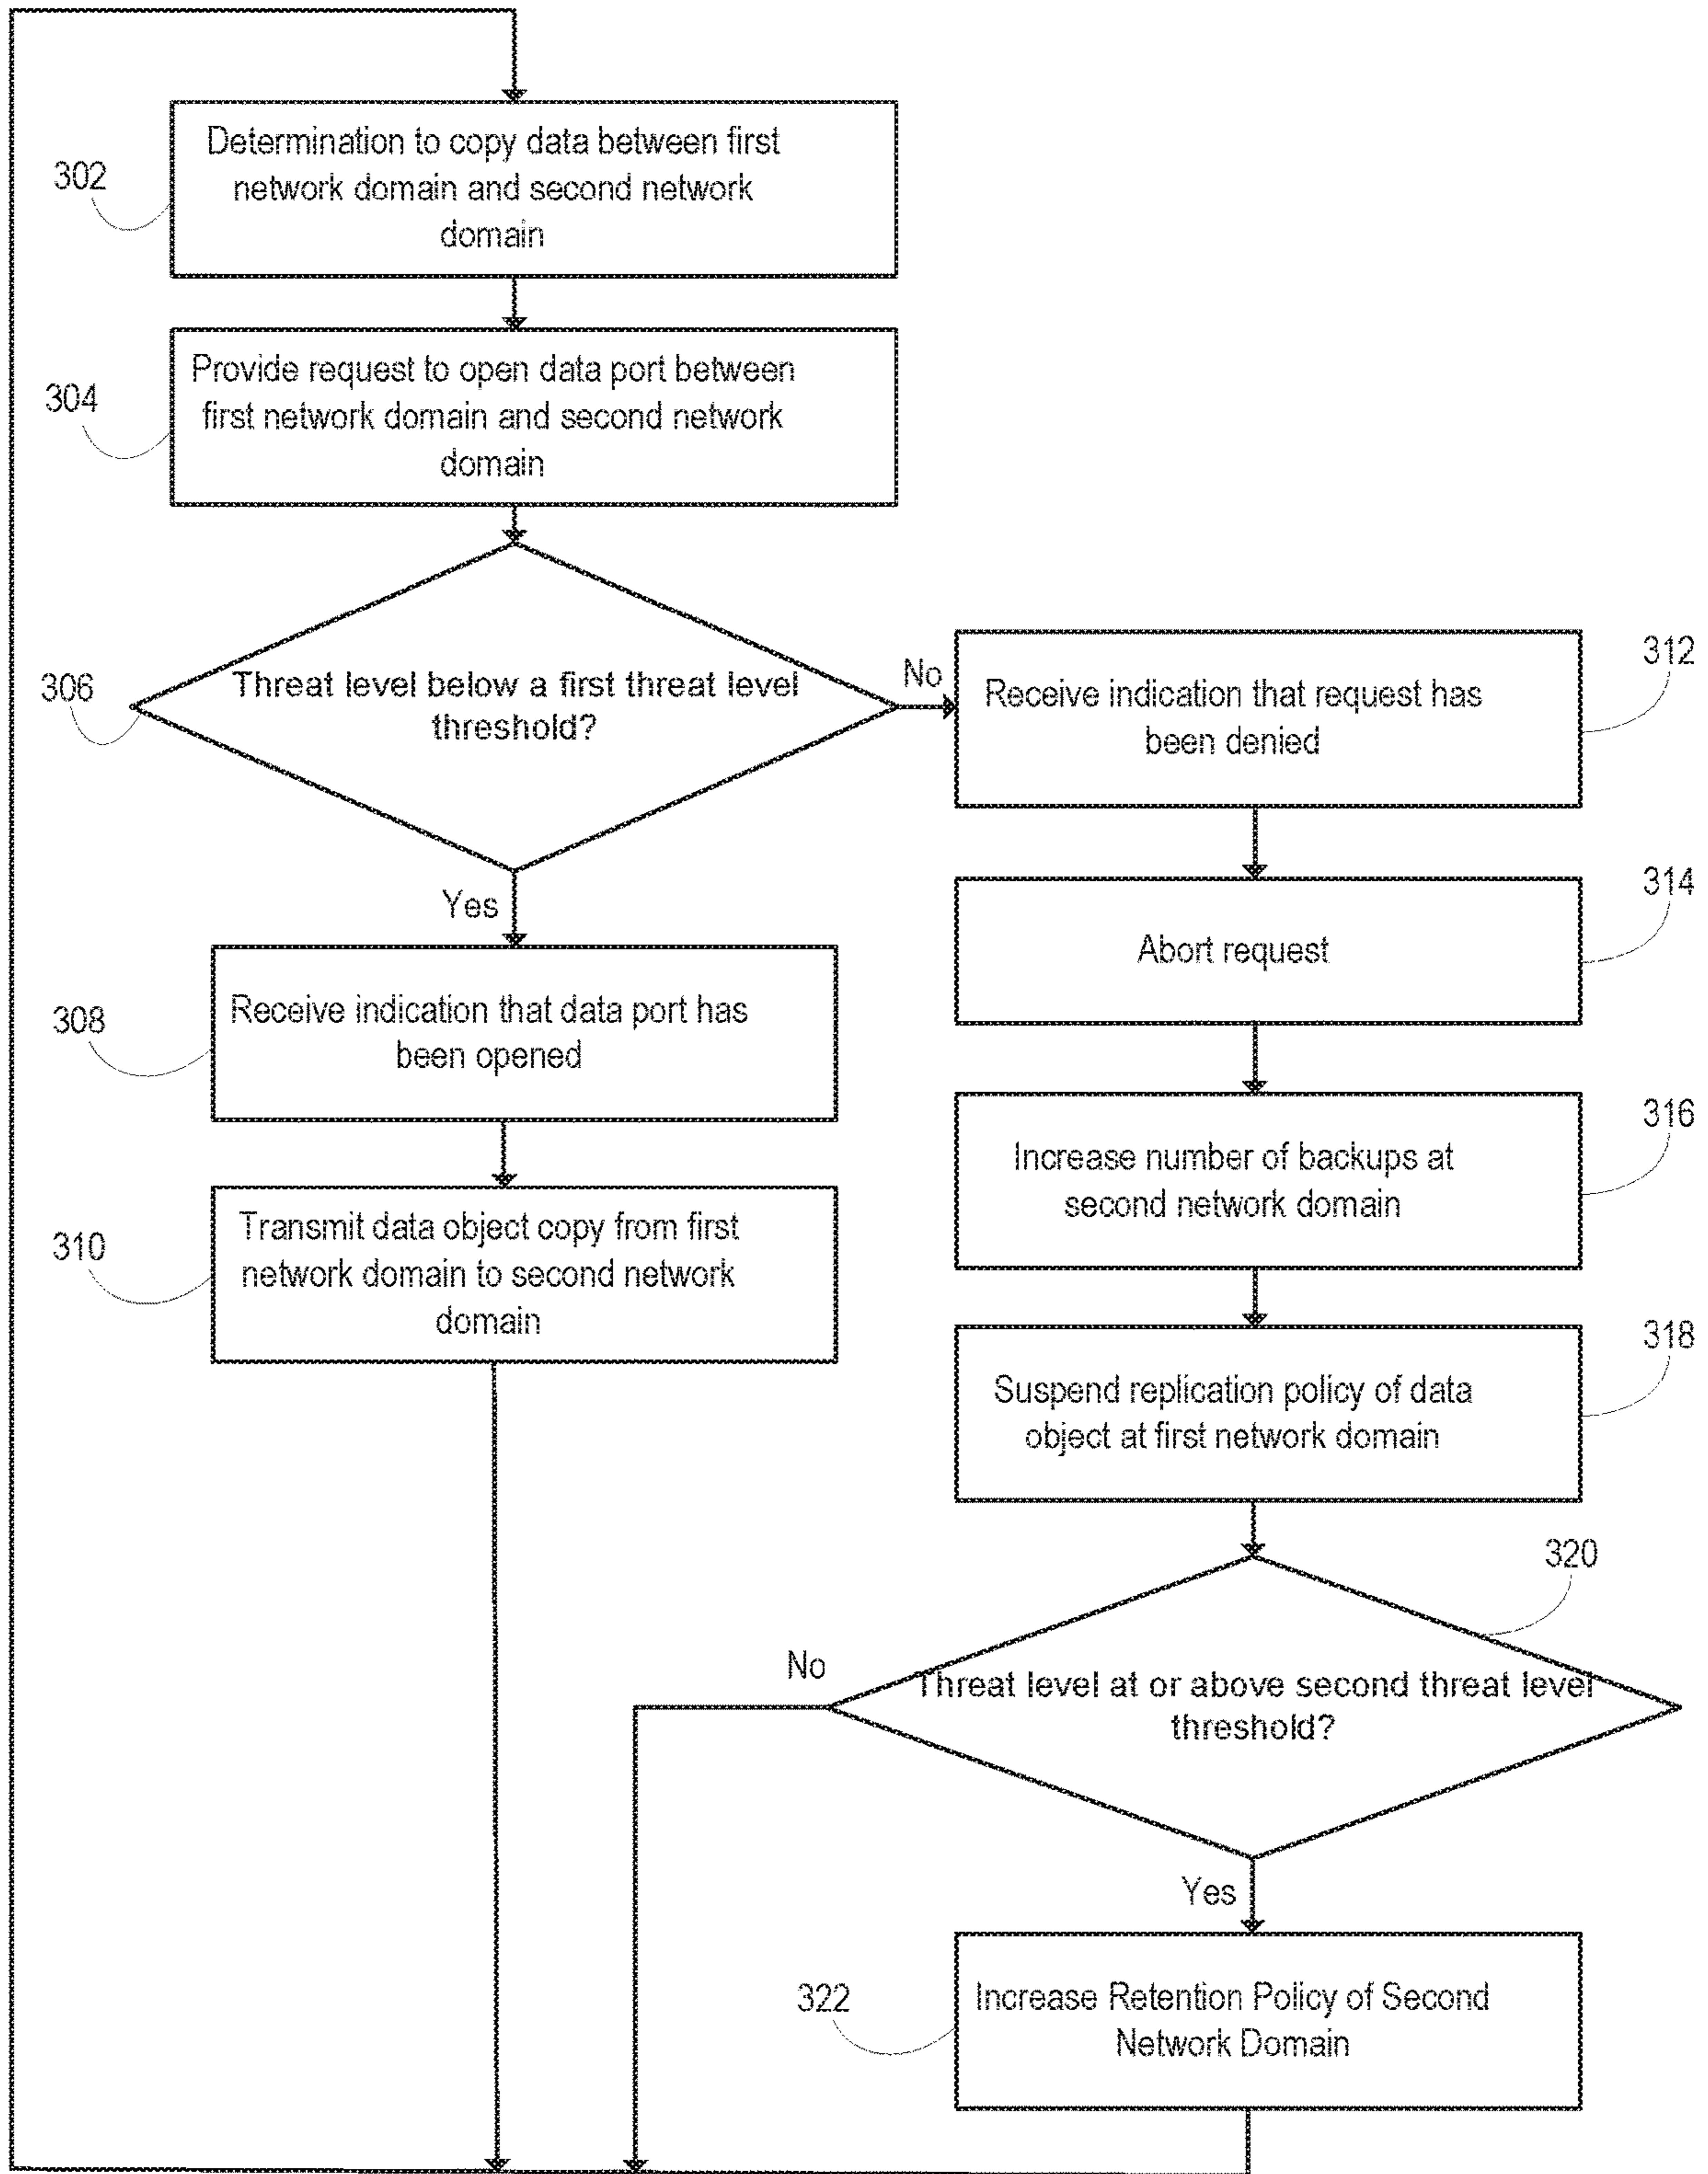 302
Determination to copy data between first
network domain and second network
domain
304
Provide request to open data port between
first network domain and second network
domain
306
Threat level below a first threat level
threshold?
No
Yes
308
Receive indication that data port has
been opened
310
Transmit data object copy from first
network domain to second network
domain
312
Receive indication that request has
been denied
314
Abort request
316
Increase number of backups at
second network domain
318
Suspend replication policy of data
object at first network domain
320
Threat level at or above second threat level
threshold?
No
Yes
322
Increase Retention Policy of Second
Network Domain